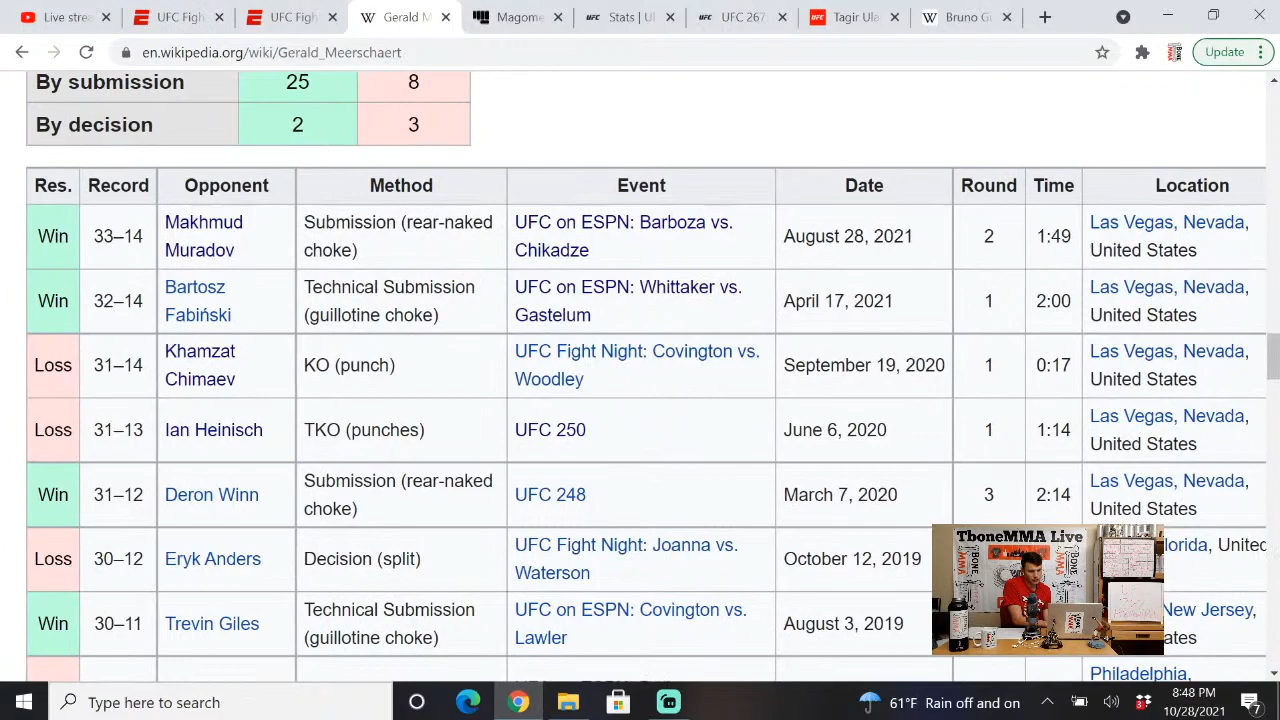 Live stre
UFC Figh
UFC Figh
Gerald M
Magome
Stats | U
UFC 267
Tagir Ula
Bruno G
en.wikipedia.org/wiki/Gerald_Meerschaert
Update
By submission 25 8
By decision 2 3
Res. Record Opponent Method Event Date Round Time Location
Win 33–14 Makhmud Muradov Submission (rear-naked choke) UFC on ESPN: Barboza vs. Chikadze August 28, 2021 2 1:49 Las Vegas, Nevada, United States
Win 32–14 Bartosz Fabiński Technical Submission (guillotine choke) UFC on ESPN: Whittaker vs. Gastelum April 17, 2021 1 2:00 Las Vegas, Nevada, United States
Loss 31–14 Khamzat Chimaev KO (punch) UFC Fight Night: Covington vs. Woodley September 19, 2020 1 0:17 Las Vegas, Nevada, United States
Loss 31–13 Ian Heinisch TKO (punches) UFC 250 June 6, 2020 1 1:14 Las Vegas, Nevada, United States
Win 31–12 Deron Winn Submission (rear-naked choke) UFC 248 March 7, 2020 3 2:14 Las Vegas, Nevada, United States
Loss 30–12 Eryk Anders Decision (split) UFC Fight Night: Joanna vs. Waterson October 12, 2019 lorida, United
Win 30–11 Trevin Giles Technical Submission (guillotine choke) UFC on ESPN: Covington vs. Lawler August 3, 2019 New Jersey, ates
Philadelphia,
TboneMMA Live
Type here to search
61°F Rain off and on
8:48 PM
10/28/2021
7